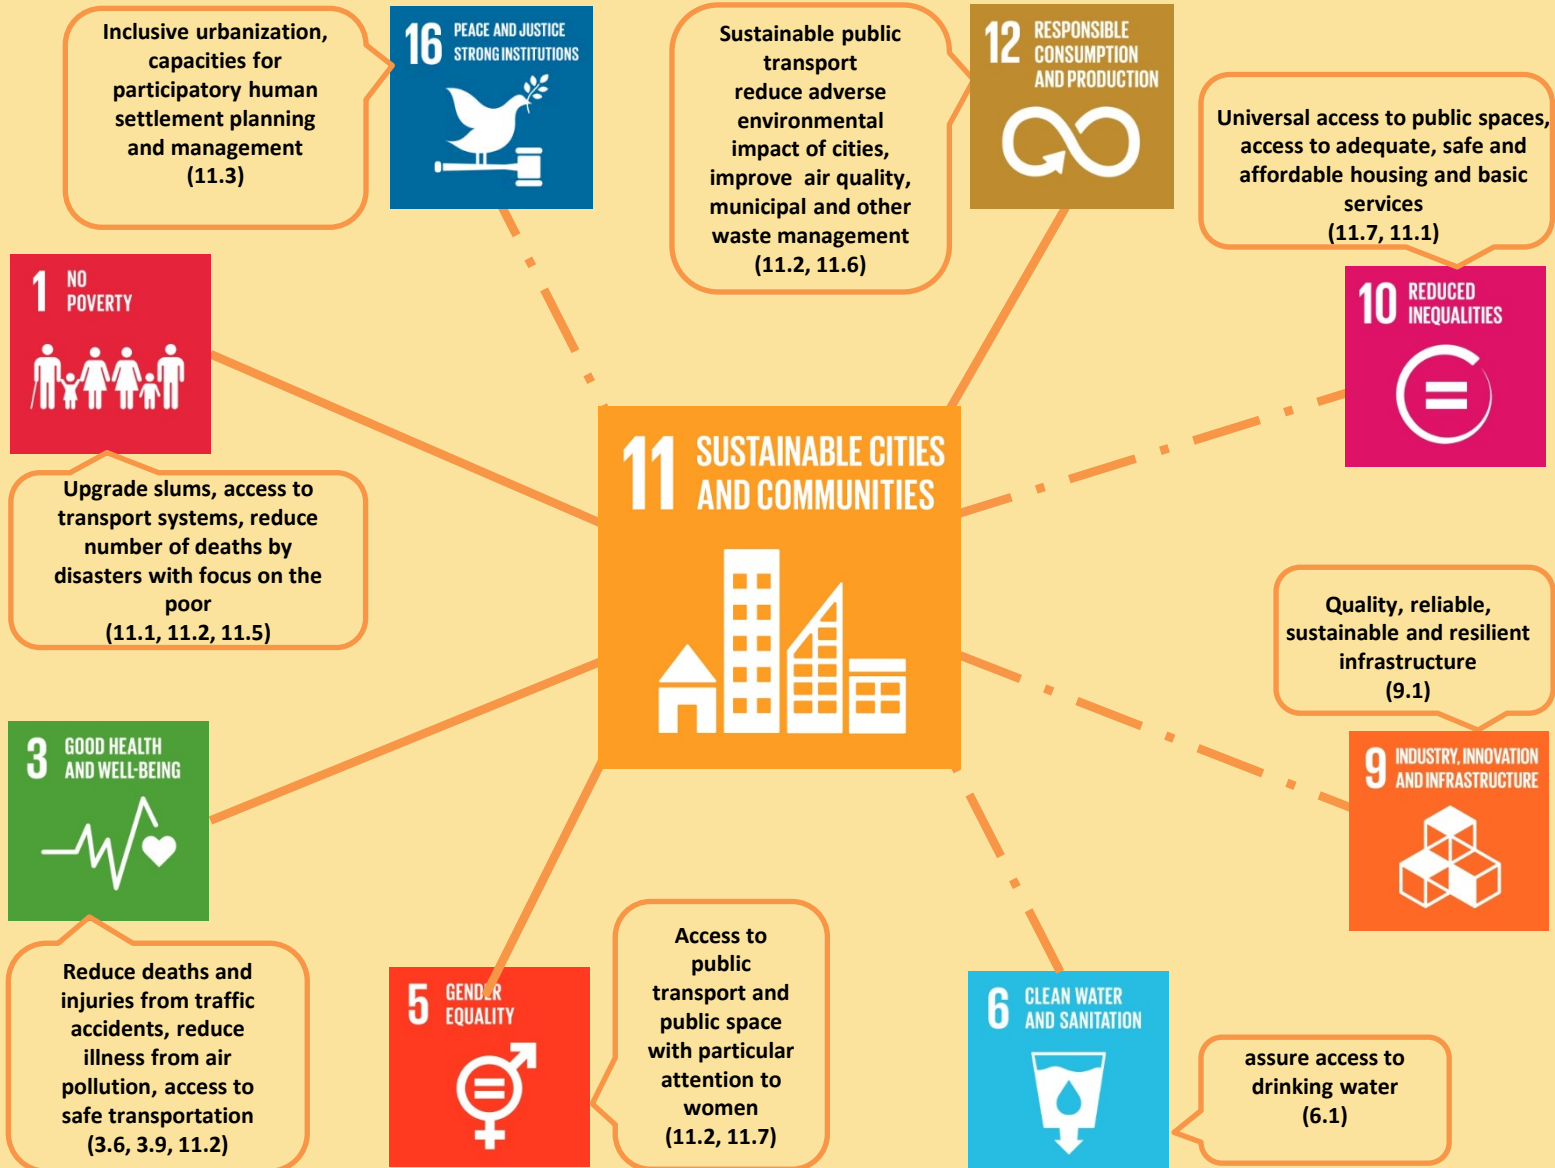 Inclusive urbanization,
capacities for
participatory human
settlement planning
and management
(11.3)
16 PEACE AND JUSTICE
STRONG INSTITUTIONS
Sustainable public
transport
reduce adverse
environmental
impact of cities,
improve air quality,
municipal and other
waste management
(11.2, 11.6)
12 RESPONSIBLE
CONSUMPTION
AND PRODUCTION
Universal access to public spaces,
access to adequate, safe and
affordable housing and basic
services
(11.7, 11.1)
1 NO
POVERTY
10 REDUCED
INEQUALITIES
Upgrade slums, access to
transport systems, reduce
number of deaths by
disasters with focus on the
poor
(11.1, 11.2, 11.5)
11 SUSTAINABLE CITIES
AND COMMUNITIES
Quality, reliable,
sustainable and resilient
infrastructure
(9.1)
3 GOOD HEALTH
AND WELL-BEING
9 INDUSTRY, INNOVATION
AND INFRASTRUCTURE
Reduce deaths and
injuries from traffic
accidents, reduce
illness from air
pollution, access to
safe transportation
(3.6, 3.9, 11.2)
5 GENDER
EQUALITY
Access to
public
transport and
public space
with particular
attention to
women
(11.2, 11.7)
6 CLEAN WATER
AND SANITATION
assure access to
drinking water
(6.1)